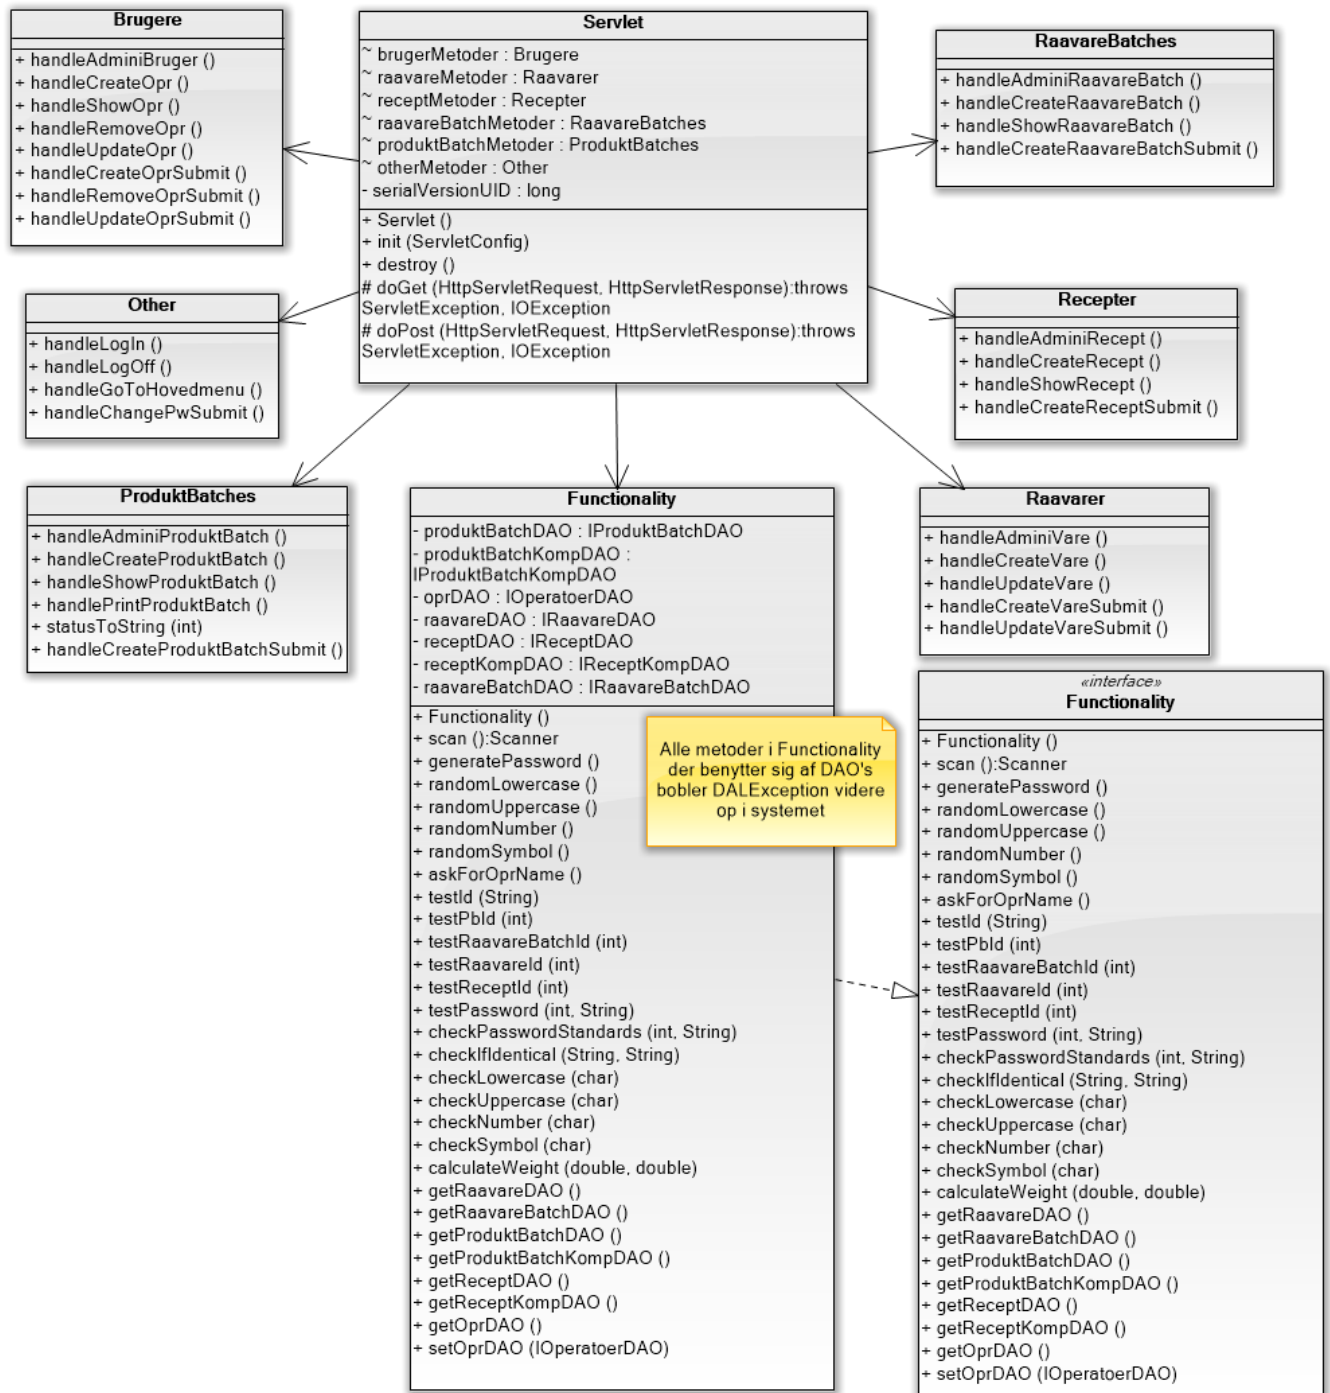 Brugere
+ handleAdminiBruger ()
+ handleCreateOpr ()
+ handleShowOpr ()
+ handleRemoveOpr ()
+ handleUpdateOpr ()
+ handleCreateOprSubmit ()
+ handleRemoveOprSubmit ()
+ handleUpdateOprSubmit ()
Servlet
~ brugerMetoder : Brugere
~ raavareMetoder : Raavarer
~ receptMetoder : Recepter
~ raavareBatchMetoder : RaavareBatches
~ produktBatchMetoder : ProduktBatches
~ otherMetoder : Other
- serialVersionUID : long
+ Servlet ()
+ init (ServletConfig)
+ destroy ()
# doGet (HttpServletRequest, HttpServletResponse):throws
ServletException, IOException
# doPost (HttpServletRequest, HttpServletResponse):throws
ServletException, IOException
RaavareBatches
+ handleAdminiRaavareBatch ()
+ handleCreateRaavareBatch ()
+ handleShowRaavareBatch ()
+ handleCreateRaavareBatchSubmit ()
Other
+ handleLogIn ()
+ handleLogOff ()
+ handleGoToHovedmenu ()
+ handleChangePwSubmit ()
Recepter
+ handleAdminiRecept ()
+ handleCreateRecept ()
+ handleShowRecept ()
+ handleCreateReceptSubmit ()
ProduktBatches
+ handleAdminiProduktBatch ()
+ handleCreateProduktBatch ()
+ handleShowProduktBatch ()
+ handlePrintProduktBatch ()
+ statusToString (int)
+ handleCreateProduktBatchSubmit ()
Functionality
- produktBatchDAO : IProduktBatchDAO
- produktBatchKompDAO :
IProduktBatchKompDAO
- oprDAO : IOperatoerDAO
- raavareDAO : IRaavareDAO
- receptDAO : IReceptDAO
- receptKompDAO : IReceptKompDAO
- raavareBatchDAO : IRaavareBatchDAO
+ Functionality ()
+ scan ():Scanner
+ generatePassword ()
+ randomLowercase ()
+ randomUppercase ()
+ randomNumber ()
+ randomSymbol ()
+ askForOprName ()
+ testId (String)
+ testPbId (int)
+ testRaavareBatchId (int)
+ testRaavareId (int)
+ testReceptId (int)
+ testPassword (int, String)
+ checkPasswordStandards (int, String)
+ checkIfIdentical (String, String)
+ checkLowercase (char)
+ checkUppercase (char)
+ checkNumber (char)
+ checkSymbol (char)
+ calculateWeight (double, double)
+ getRaavareDAO ()
+ getRaavareBatchDAO ()
+ getProduktBatchDAO ()
+ getProduktBatchKompDAO ()
+ getReceptDAO ()
+ getReceptKompDAO ()
+ getOprDAO ()
+ setOprDAO (IOperatoerDAO)
Alle metoder i Functionality
der benytter sig af DAO's
bobler DALException videre
op i systemet
Raavarer
+ handleAdminiVare ()
+ handleCreateVare ()
+ handleUpdateVare ()
+ handleCreateVareSubmit ()
+ handleUpdateVareSubmit ()
«interface»
Functionality
+ Functionality ()
+ scan ():Scanner
+ generatePassword ()
+ randomLowercase ()
+ randomUppercase ()
+ randomNumber ()
+ randomSymbol ()
+ askForOprName ()
+ testId (String)
+ testPbId (int)
+ testRaavareBatchId (int)
+ testRaavareId (int)
+ testReceptId (int)
+ testPassword (int, String)
+ checkPasswordStandards (int, String)
+ checkIfIdentical (String, String)
+ checkLowercase (char)
+ checkUppercase (char)
+ checkNumber (char)
+ checkSymbol (char)
+ calculateWeight (double, double)
+ getRaavareDAO ()
+ getRaavareBatchDAO ()
+ getProduktBatchDAO ()
+ getProduktBatchKompDAO ()
+ getReceptDAO ()
+ getReceptKompDAO ()
+ getOprDAO ()
+ setOprDAO (IOperatoerDAO)